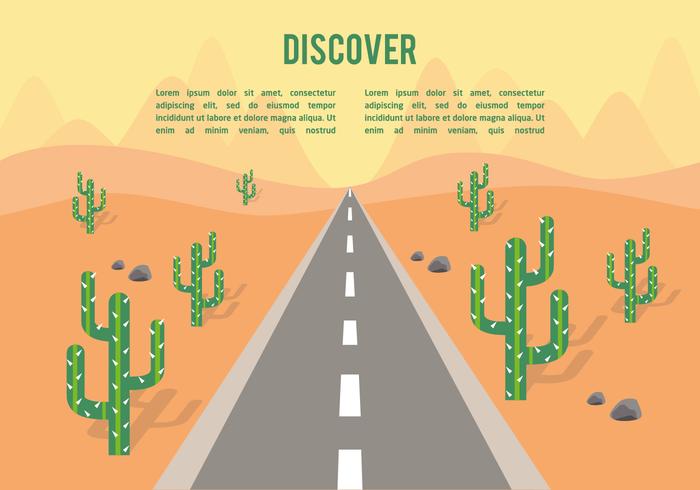 DISCOVER
Lorem ipsum dolor sit amet, consectetur
adipiscing elit, sed do eiusmod tempor
incididunt ut labore et dolore magna aliqua. Ut
enim ad minim veniam, quis nostrud
Lorem ipsum dolor sit amet, consectetur
adipiscing elit, sed do eiusmod tempor
incididunt ut labore et dolore magna aliqua. Ut
enim ad minim veniam, quis nostrud